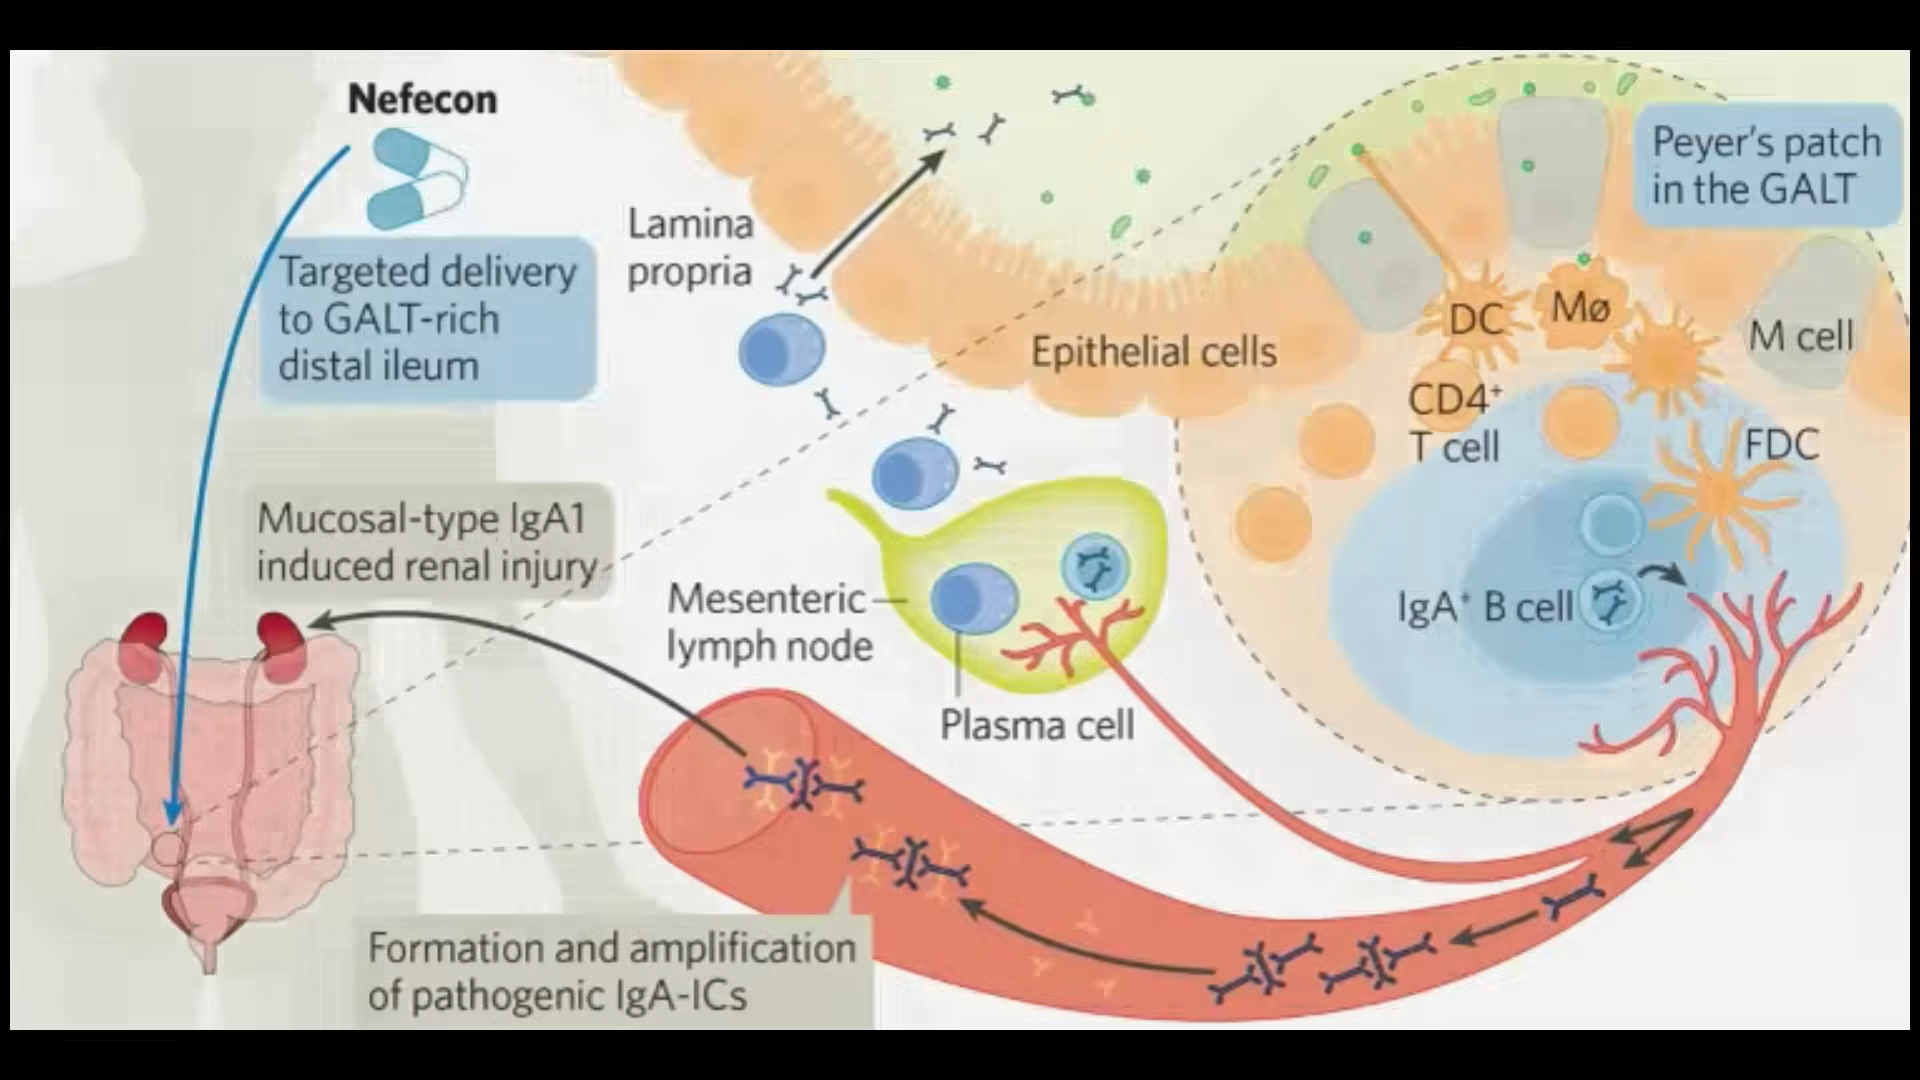 Nefecon
Targeted delivery
to GALT-rich
distal ileum
Mucosal-type IgA1
induced renal injury
Lamina
propria
Epithelial cells
Peyer's patch
in the GALT
DC
Mø
M cell
CD4⁺
T cell
FDC
IgA⁺ B cell
Mesenteric
lymph node
Plasma cell
Formation and amplification
of pathogenic IgA-ICs